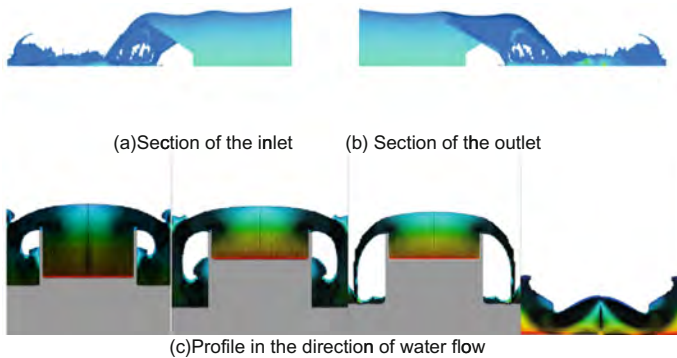 (a)Section of the inlet
(b) Section of the outlet
(c)Profile in the direction of water flow